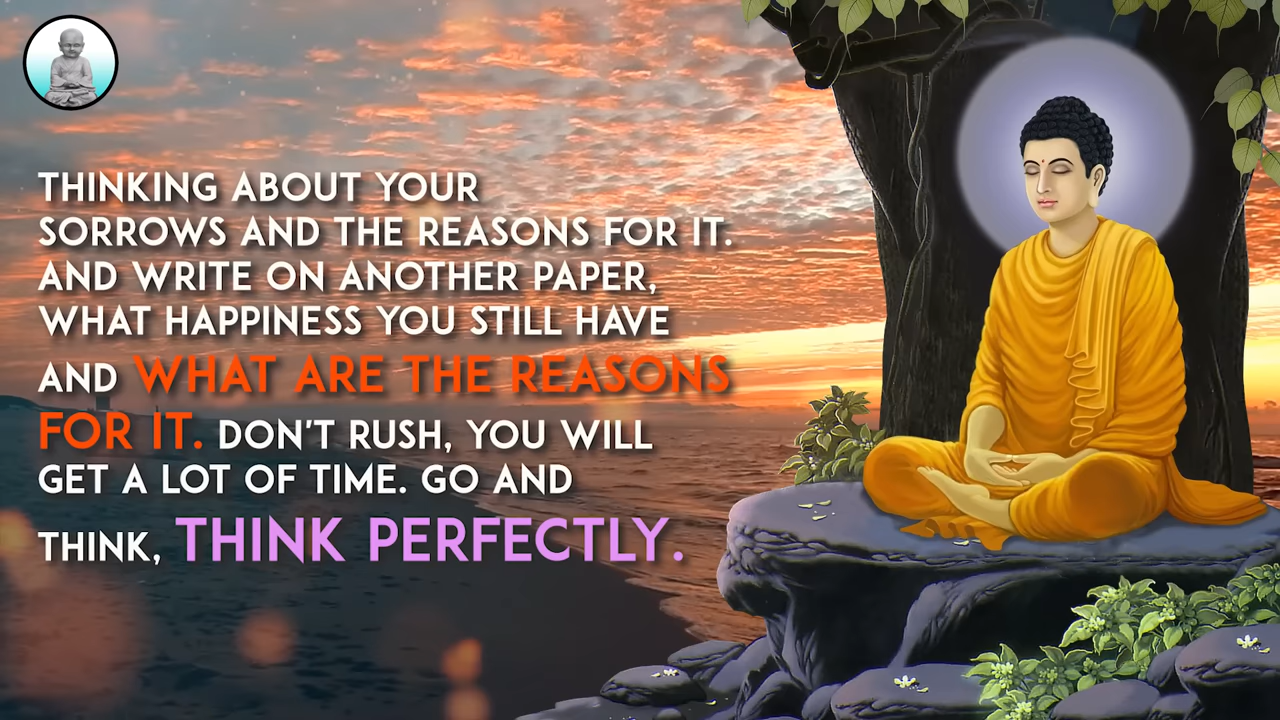 THINKING ABOUT YOUR
SORROWS AND THE REASONS FOR IT.
AND WRITE ON ANOTHER PAPER,
WHAT HAPPINESS YOU STILL HAVE
AND WHAT ARE THE REASONS
FOR IT. DON'T RUSH, YOU WILL
GET A LOT OF TIME. GO AND
THINK, THINK PERFECTLY.